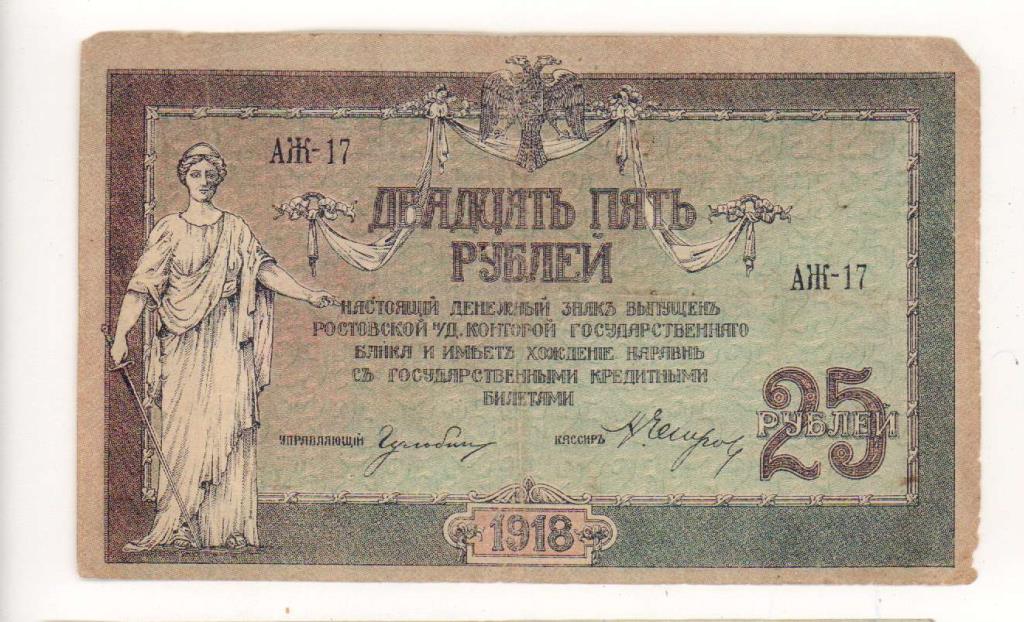 АЖ-17
ДВАДЦАТЬ ПЯТЬ
РУБЛЕЙ
АЖ-17
НАСТОЯЩІЙ ДЕНЕЖНЫЙ ЗНАКЪ ВЫПУЩЕНЪ
РОСТОВСКОЙ Н/Д. КОНТОРОЙ ГОСУДАРСТВЕННАГО
БАНКА И ИМѢЕТЪ ХОЖДЕНІЕ НАРАВНѢ
СЪ ГОСУДАРСТВЕННЫМИ КРЕДИТНЫМИ
БИЛЕТАМИ
УПРАВЛЯЮЩІЙ
КАССИРЪ
25
РУБЛЕЙ
1918